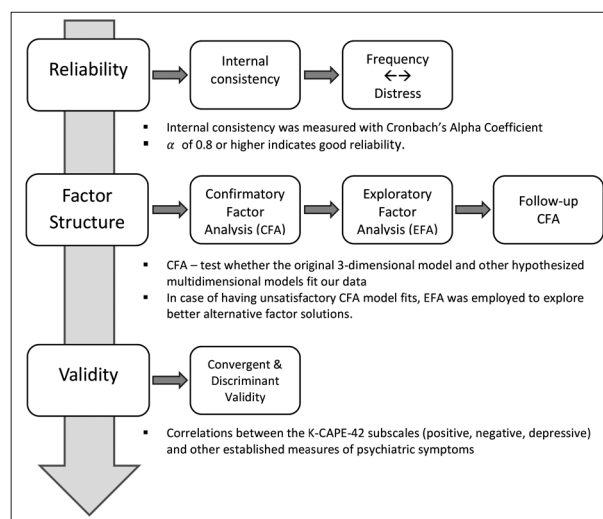 Reliability
Internal
consistency
Frequency
←→
Distress
▪ Internal consistency was measured with Cronbach's Alpha Coefficient
▪ α of 0.8 or higher indicates good reliability.
Factor
Structure
Confirmatory
Factor
Analysis (CFA)
Exploratory
Factor
Analysis (EFA)
Follow-up
CFA
▪ CFA – test whether the original 3-dimensional model and other hypothesized
multidimensional models fit our data
▪ In case of having unsatisfactory CFA model fits, EFA was employed to explore
better alternative factor solutions.
Validity
Convergent &
Discriminant
Validity
▪ Correlations between the K-CAPE-42 subscales (positive, negative, depressive)
and other established measures of psychiatric symptoms